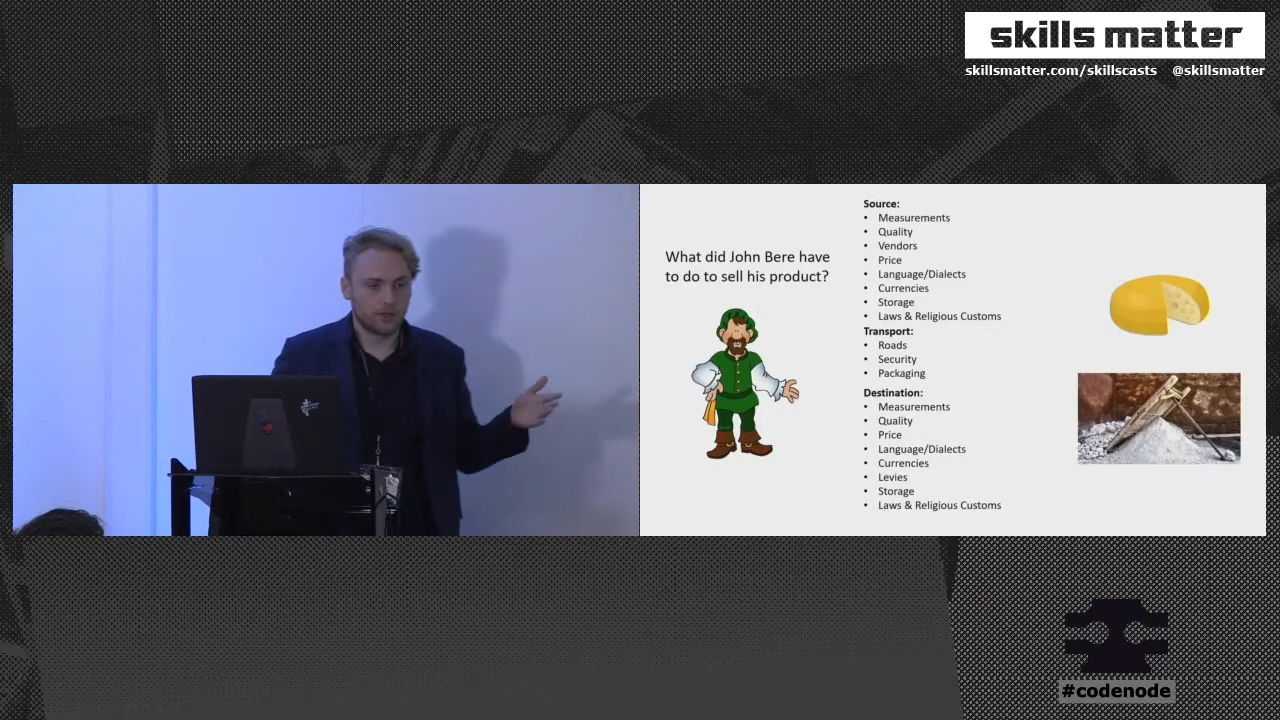 skills matter
skillsmatter.com/skillscasts @skillsmatter
What did John Bere have
to do to sell his product?
Source:
• Measurements
• Quality
• Vendors
• Price
• Language/Dialects
• Currencies
• Storage
• Laws & Religious Customs
Transport:
• Roads
• Security
• Packaging
Destination:
• Measurements
• Quality
• Price
• Language/Dialects
• Currencies
• Levies
• Storage
• Laws & Religious Customs
#codenode